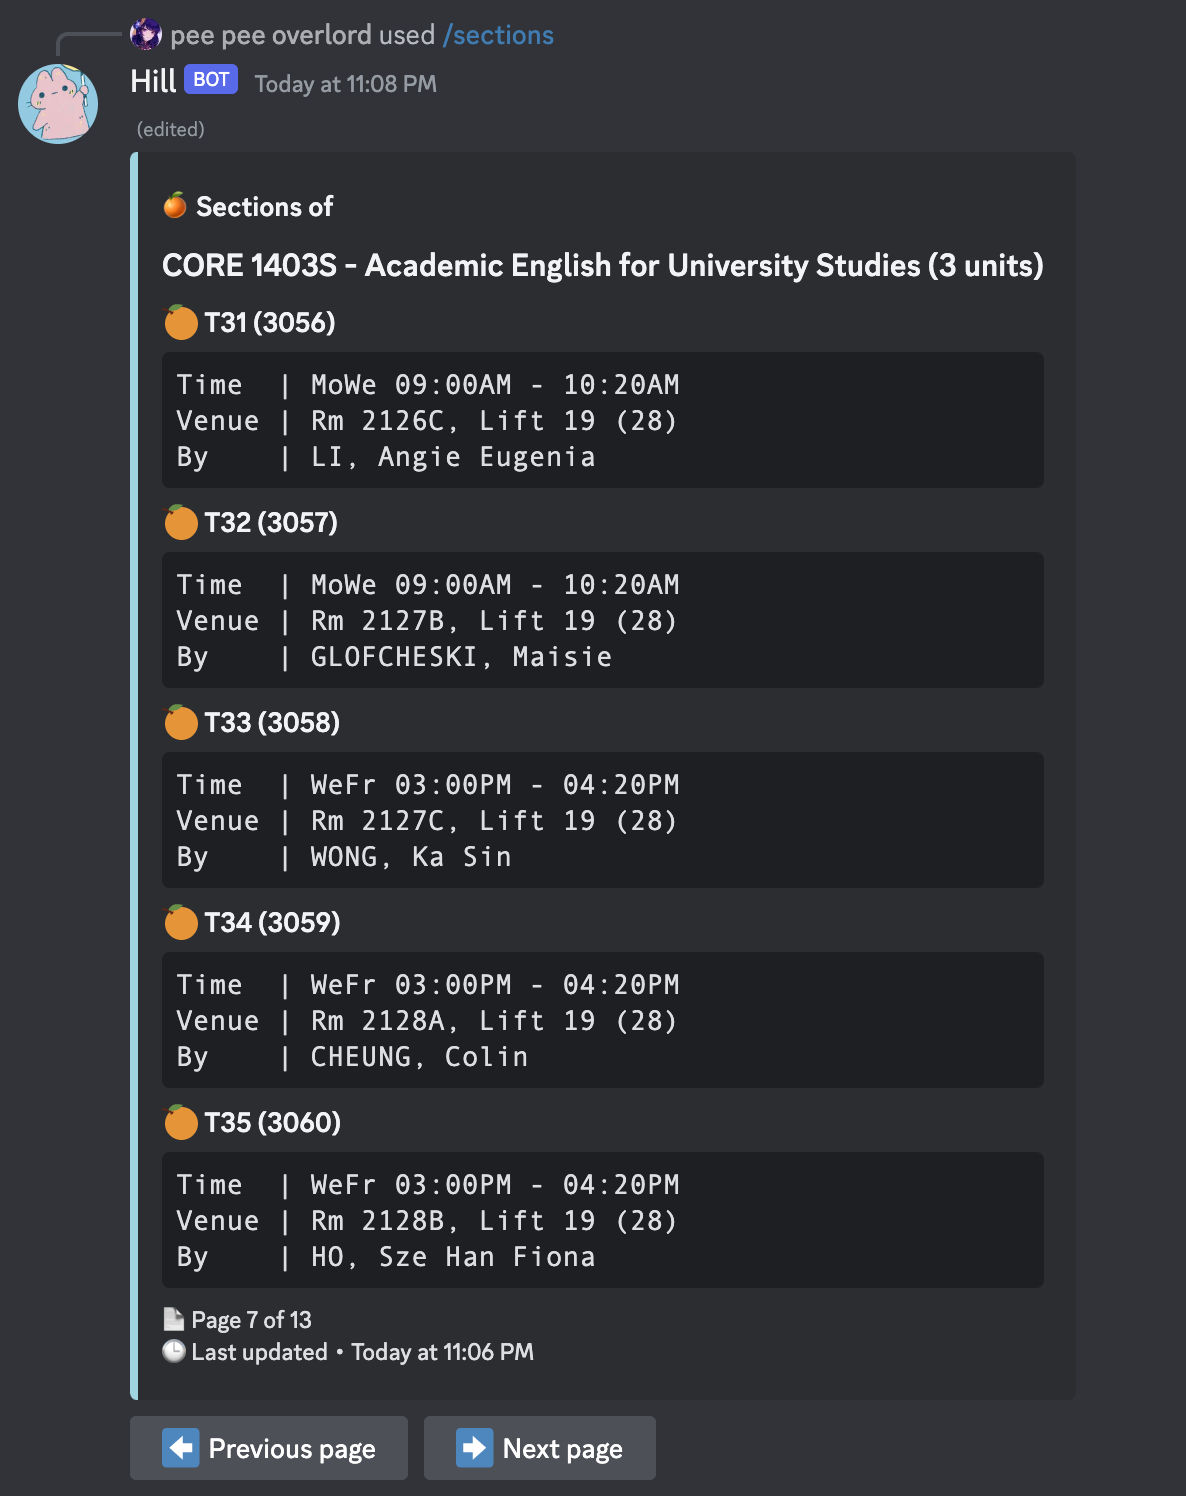 pee pee overlord used /sections
Hill BOT Today at 11:08 PM
(edited)
Sections of
CORE 1403S - Academic English for University Studies (3 units)
T31 (3056)
Time | MoWe 09:00AM - 10:20AM
Venue | Rm 2126C, Lift 19 (28)
By | LI, Angie Eugenia
T32 (3057)
Time | MoWe 09:00AM - 10:20AM
Venue | Rm 2127B, Lift 19 (28)
By | GLOFCHESKI, Maisie
T33 (3058)
Time | WeFr 03:00PM - 04:20PM
Venue | Rm 2127C, Lift 19 (28)
By | WONG, Ka Sin
T34 (3059)
Time | WeFr 03:00PM - 04:20PM
Venue | Rm 2128A, Lift 19 (28)
By | CHEUNG, Colin
T35 (3060)
Time | WeFr 03:00PM - 04:20PM
Venue | Rm 2128B, Lift 19 (28)
By | HO, Sze Han Fiona
Page 7 of 13
Last updated • Today at 11:06 PM
Previous page Next page